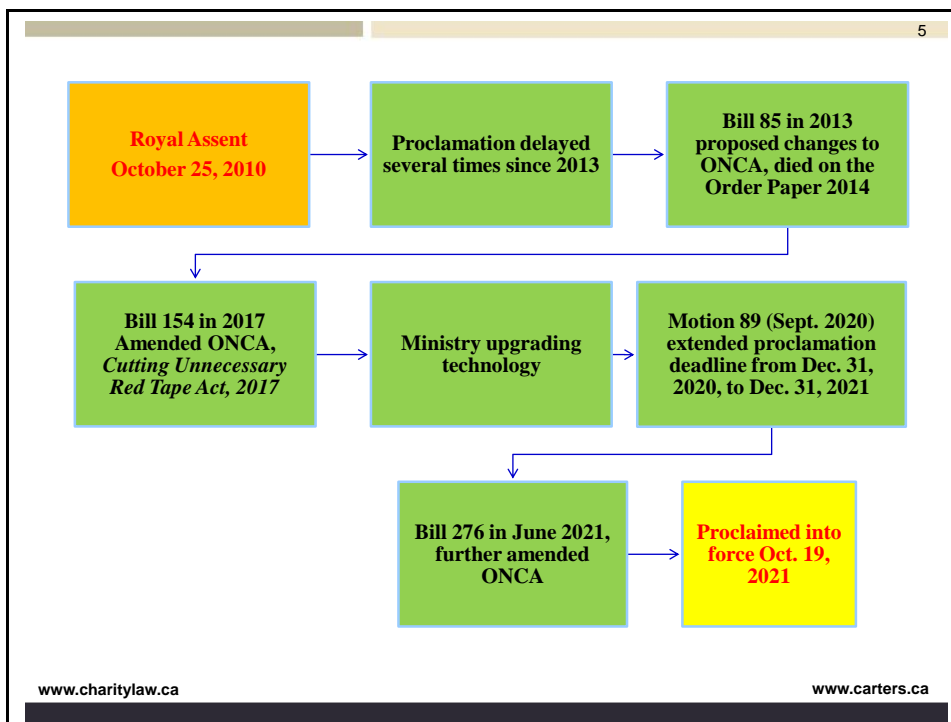 5
Royal Assent
October 25, 2010
Proclamation delayed
several times since 2013
Bill 85 in 2013
proposed changes to
ONCA, died on the
Order Paper 2014
Bill 154 in 2017
Amended ONCA,
Cutting Unnecessary
Red Tape Act, 2017
Ministry upgrading
technology
Motion 89 (Sept. 2020)
extended proclamation
deadline from Dec. 31,
2020, to Dec. 31, 2021
Bill 276 in June 2021,
further amended
ONCA
Proclaimed into
force Oct. 19,
2021
www.charitylaw.ca
www.carters.ca